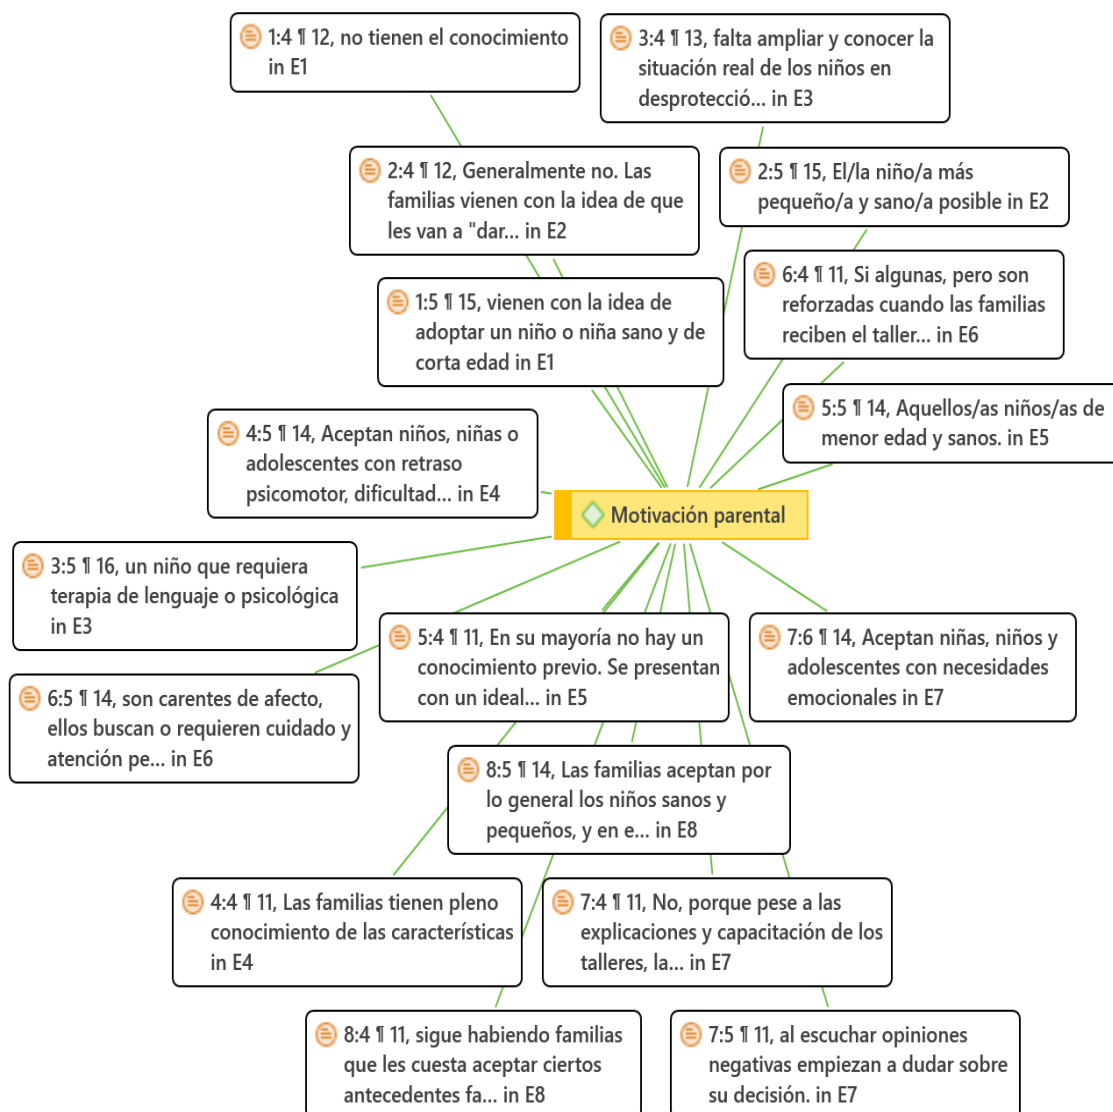 1:4 ¶ 12, no tienen el conocimiento
in E1
3:4 ¶ 13, falta ampliar y conocer la
situación real de los niños en
desprotecció... in E3
2:4 ¶ 12, Generalmente no. Las
familias vienen con la idea de que
les van a "dar... in E2
2:5 ¶ 15, El/la niño/a más
pequeño/a y sano/a posible in E2
1:5 ¶ 15, vienen con la idea de
adoptar un niño o niña sano y de
corta edad in E1
6:4 ¶ 11, Si algunas, pero son
reforzadas cuando las familias
reciben el taller... in E6
5:5 ¶ 14, Aquellos/as niños/as de
menor edad y sanos. in E5
4:5 ¶ 14, Aceptan niños, niñas o
adolescentes con retraso
psicomotor, dificultad... in E4
Motivación parental
3:5 ¶ 16, un niño que requiera
terapia de lenguaje o psicológica
in E3
5:4 ¶ 11, En su mayoría no hay un
conocimiento previo. Se presentan
con un ideal... in E5
7:6 ¶ 14, Aceptan niñas, niños y
adolescentes con necesidades
emocionales in E7
6:5 ¶ 14, son carentes de afecto,
ellos buscan o requieren cuidado y
atención pe... in E6
8:5 ¶ 14, Las familias aceptan por
lo general los niños sanos y
pequeños, y en e... in E8
4:4 ¶ 11, Las familias tienen pleno
conocimiento de las características
in E4
7:4 ¶ 11, No, porque pese a las
explicaciones y capacitación de los
talleres, la... in E7
8:4 ¶ 11, sigue habiendo familias
que les cuesta aceptar ciertos
antecedentes fa... in E8
7:5 ¶ 11, al escuchar opiniones
negativas empiezan a dudar sobre
su decisión. in E7